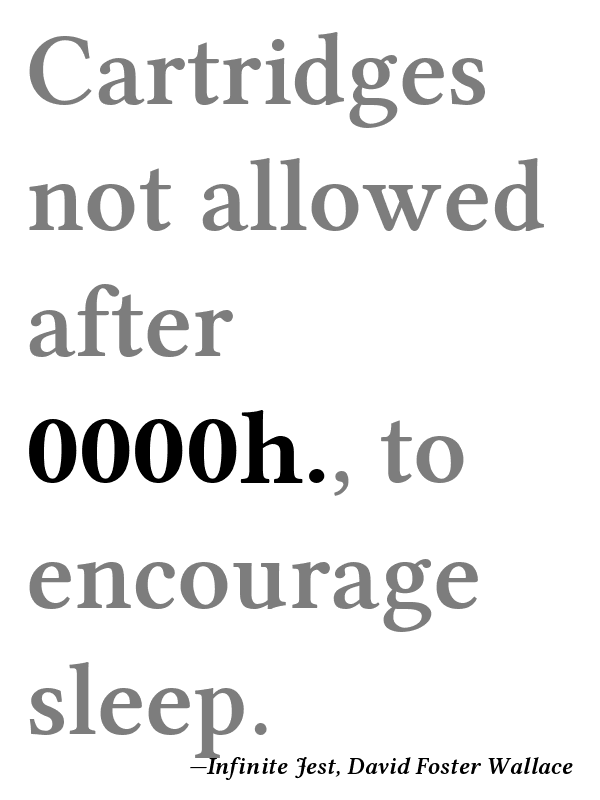 Cartridges
not allowed
after
0000h., to
encourage
sleep.
—Infinite Jest, David Foster Wallace